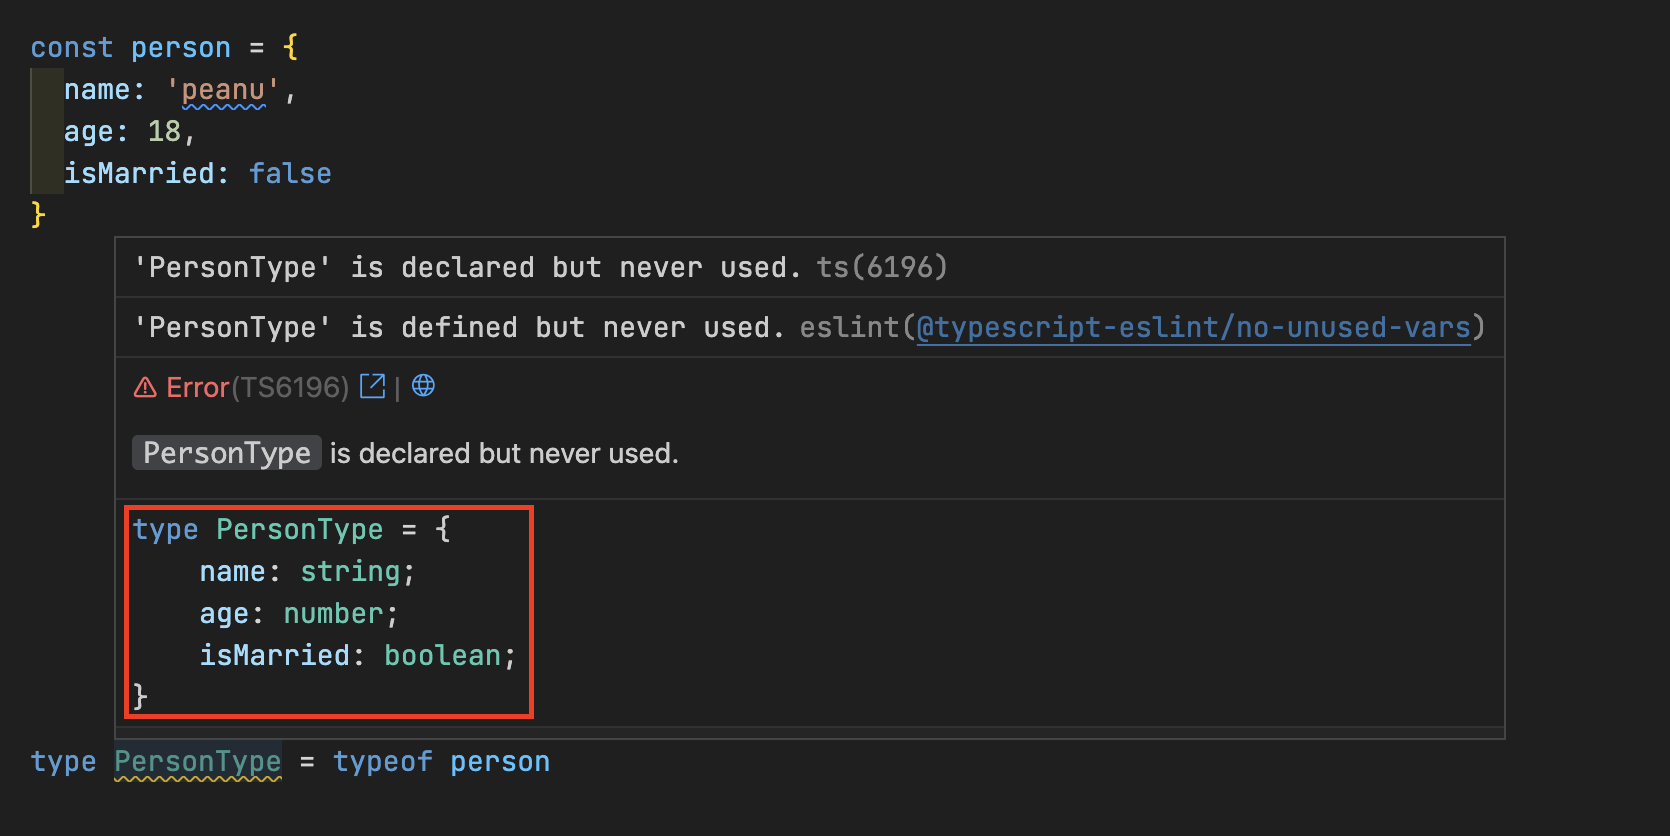 const person = {
  name: 'peanu',
  age: 18,
  isMarried: false
}
'PersonType' is declared but never used. ts(6196)
'PersonType' is defined but never used. eslint(@typescript-eslint/no-unused-vars)
Error(TS6196) |
PersonType is declared but never used.
type PersonType = {
    name: string;
    age: number;
    isMarried: boolean;
}
type PersonType = typeof person